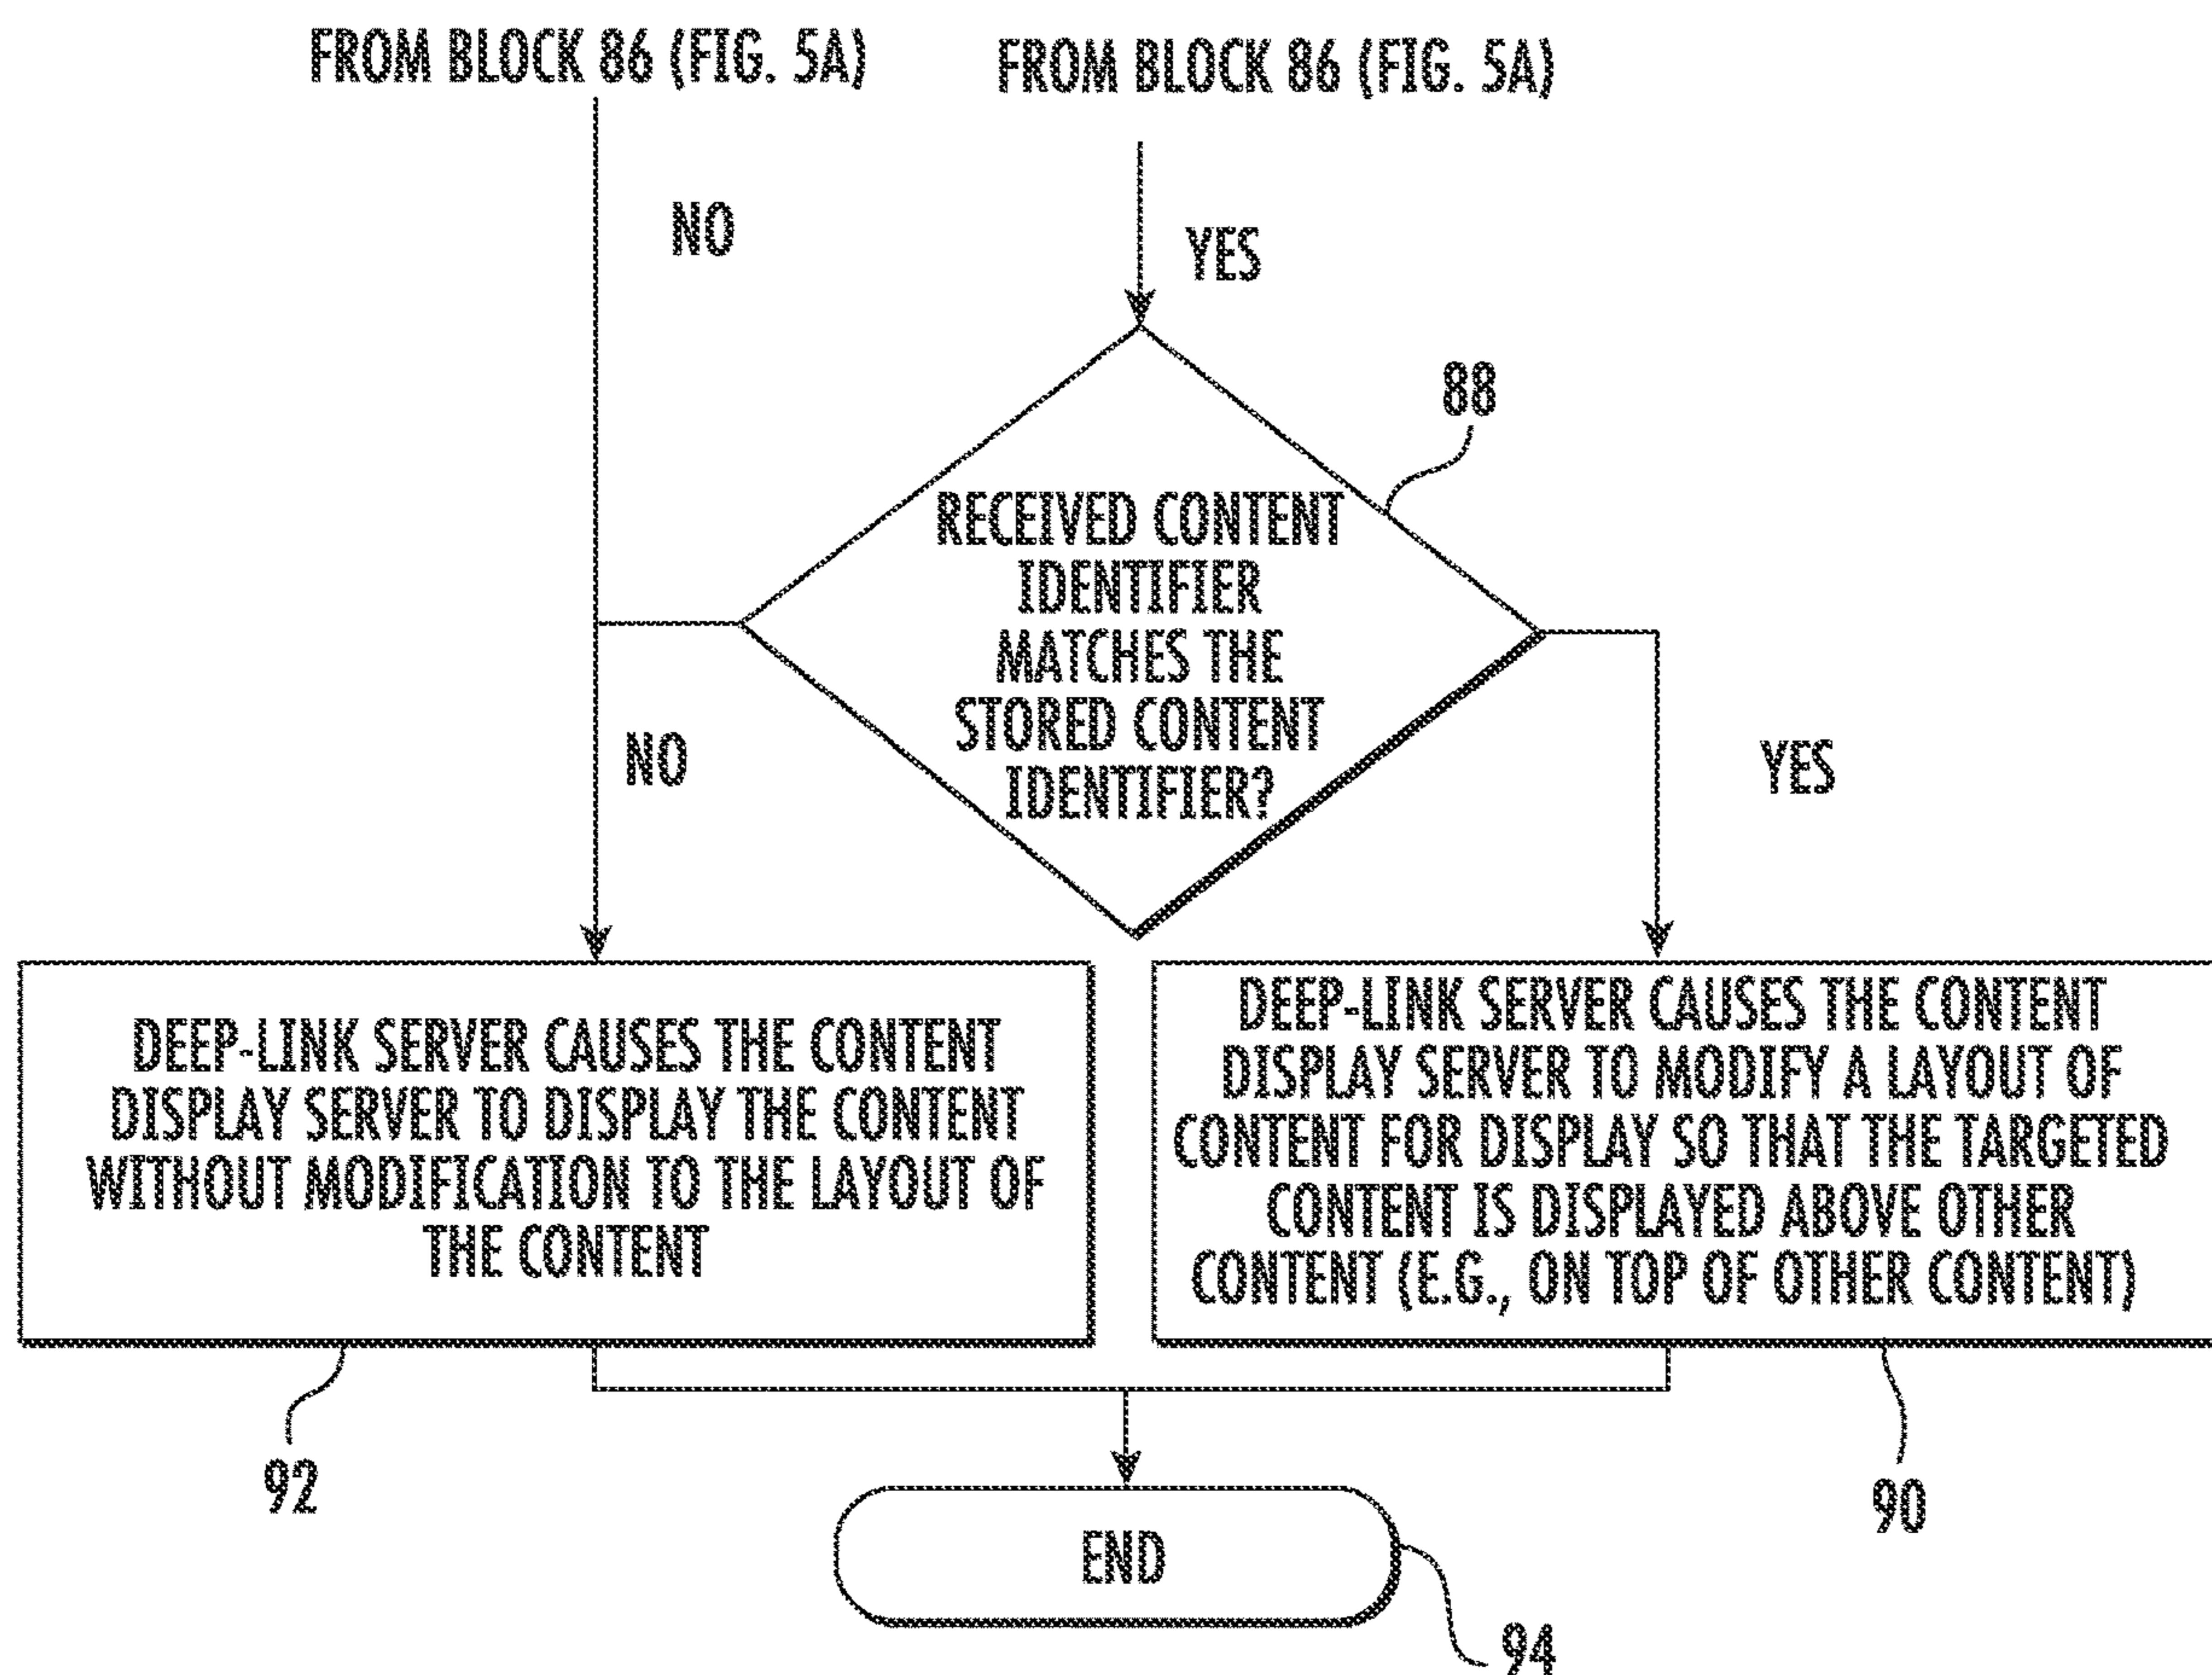 FROM BLOCK 86 (FIG. 5A)
FROM BLOCK 86 (FIG. 5A)
NO
YES
88
RECEIVED CONTENT
IDENTIFIER
MATCHES THE
STORED CONTENT
IDENTIFIER?
NO
YES
DEEP-LINK SERVER CAUSES THE CONTENT
DISPLAY SERVER TO DISPLAY THE CONTENT
WITHOUT MODIFICATION TO THE LAYOUT OF
THE CONTENT
DEEP-LINK SERVER CAUSES THE CONTENT
DISPLAY SERVER TO MODIFY A LAYOUT OF
CONTENT FOR DISPLAY SO THAT THE TARGETED
CONTENT IS DISPLAYED ABOVE OTHER
CONTENT (E.G., ON TOP OF OTHER CONTENT)
92
90
END
94